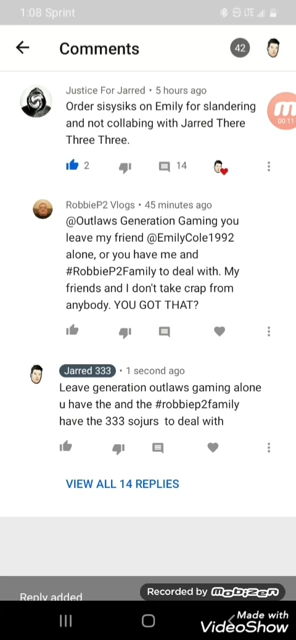 1:08 Sprint
LTE
Comments
42
00:11
Justice For Jarred • 5 hours ago
Order sisysiks on Emily for slandering
and not collabing with Jarred There
Three Three.
2
14
RobbieP2 Vlogs • 45 minutes ago
@Outlaws Generation Gaming you
leave my friend @EmilyCole1992
alone, or you have me and
#RobbieP2Family to deal with. My
friends and I don't take crap from
anybody. YOU GOT THAT?
Jarred 333 • 1 second ago
Leave generation outlaws gaming alone
u have the and the #robbiep2family
have the 333 sojurs to deal with
VIEW ALL 14 REPLIES
Reply added
Recorded by Mobizen
Made with
VideoShow